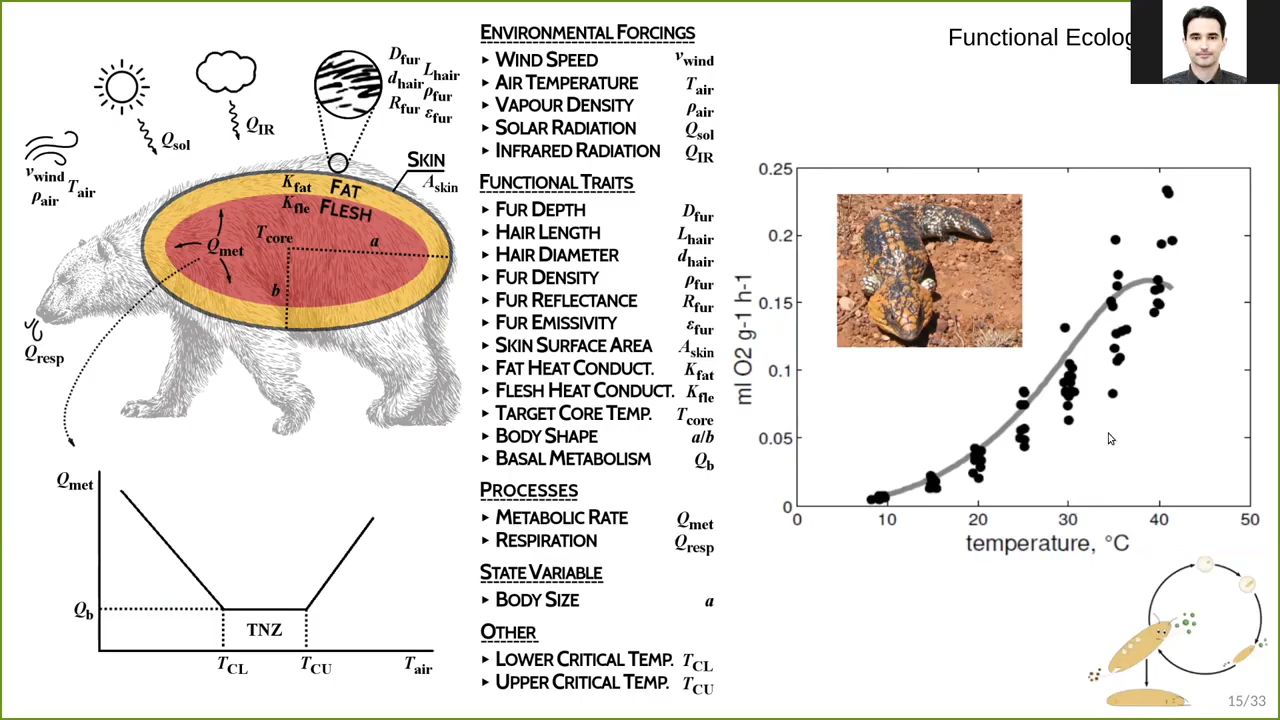 Functional Ecolog
D_fur
d_hair L_hair
ρ_fur
R_fur ε_fur
Q_sol
Q_IR
v_wind
T_air
ρ_air
SKIN
A_skin
K_fat FAT
K_fle FLESH
T_core
a
Q_met
b
Q_resp
Q_met
Q_b
TNZ
T_CL T_CU T_air
ENVIRONMENTAL FORCINGS
▸ WIND SPEED v_wind
▸ AIR TEMPERATURE T_air
▸ VAPOUR DENSITY ρ_air
▸ SOLAR RADIATION Q_sol
▸ INFRARED RADIATION Q_IR
FUNCTIONAL TRAITS
▸ FUR DEPTH D_fur
▸ HAIR LENGTH L_hair
▸ HAIR DIAMETER d_hair
▸ FUR DENSITY ρ_fur
▸ FUR REFLECTANCE R_fur
▸ FUR EMISSIVITY ε_fur
▸ SKIN SURFACE AREA A_skin
▸ FAT HEAT CONDUCT. K_fat
▸ FLESH HEAT CONDUCT. K_fle
▸ TARGET CORE TEMP. T_core
▸ BODY SHAPE a/b
▸ BASAL METABOLISM Q_b
PROCESSES
▸ METABOLIC RATE Q_met
▸ RESPIRATION Q_resp
STATE VARIABLE
▸ BODY SIZE a
OTHER
▸ LOWER CRITICAL TEMP. T_CL
▸ UPPER CRITICAL TEMP. T_CU
ml O2 g-1 h-1
0.25
0.2
0.15
0.1
0.05
0
0 10 20 30 40 50
temperature, °C
15/33